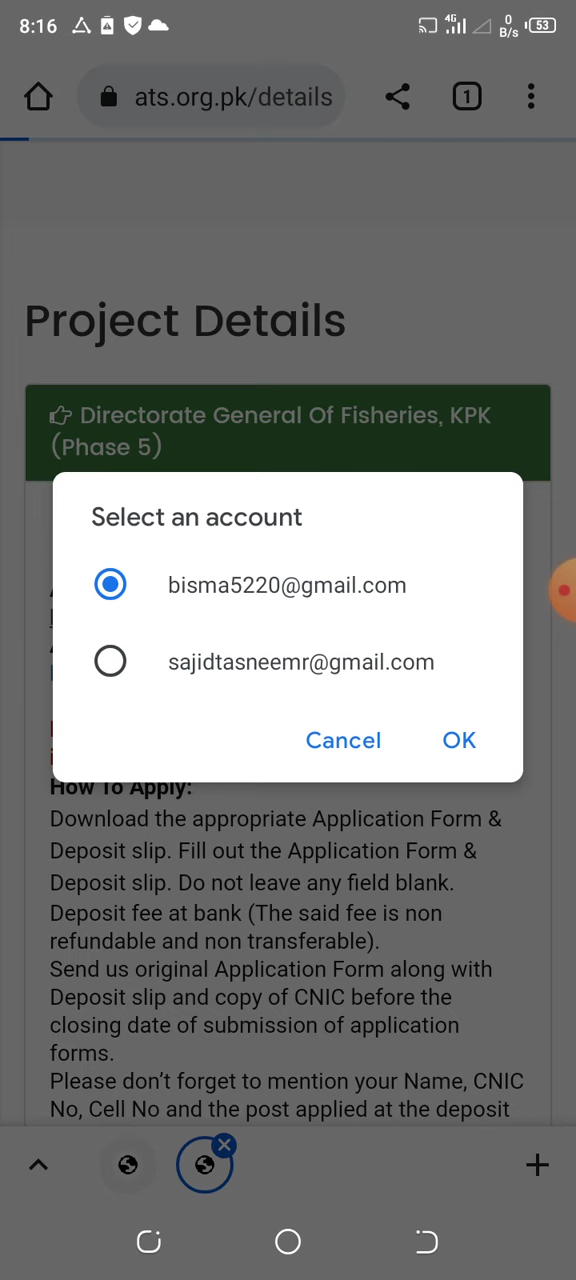 8:16
4G
0
B/s
53
ats.org.pk/details
1
Project Details
Directorate General Of Fisheries, KPK
(Phase 5)
Select an account
bisma5220@gmail.com
sajidtasneemr@gmail.com
Cancel OK
How To Apply:
Download the appropriate Application Form &
Deposit slip. Fill out the Application Form &
Deposit slip. Do not leave any field blank.
Deposit fee at bank (The said fee is non
refundable and non transferable).
Send us original Application Form along with
Deposit slip and copy of CNIC before the
closing date of submission of application
forms.
Please don’t forget to mention your Name, CNIC
No, Cell No and the post applied at the deposit